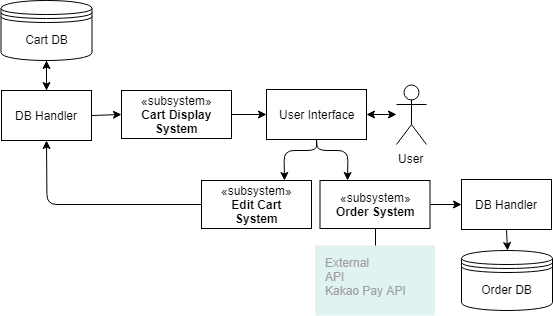 Cart DB
DB Handler
«subsystem»
Cart Display
System
User Interface
User
«subsystem»
Edit Cart
System
«subsystem»
Order System
DB Handler
External
API
Kakao Pay API
Order DB